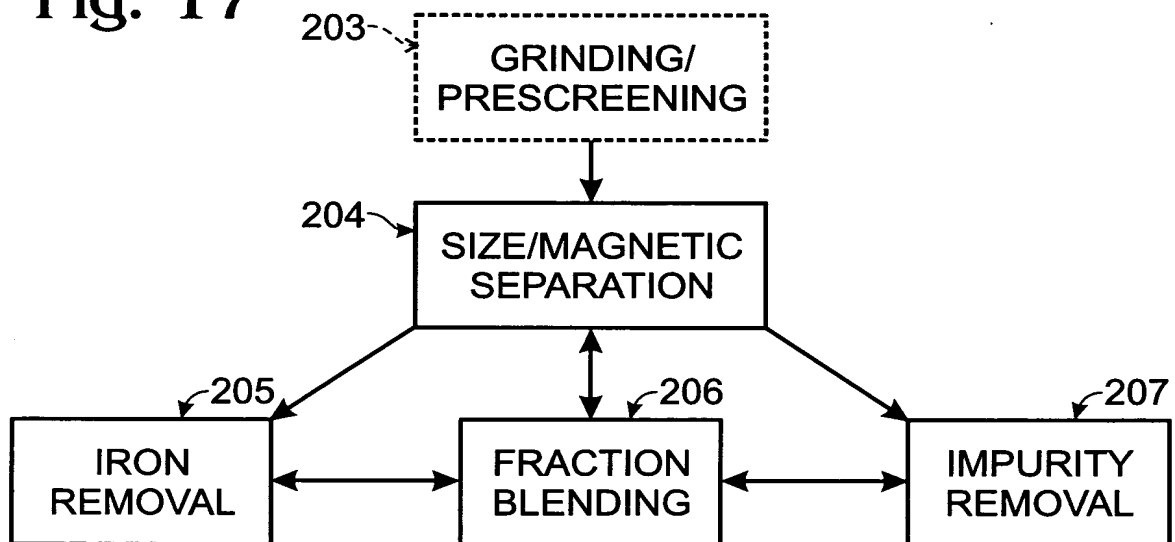 Fig. 17
203
GRINDING/
PRESCREENING
204
SIZE/MAGNETIC
SEPARATION
205
206
207
IRON
REMOVAL
FRACTION
BLENDING
IMPURITY
REMOVAL